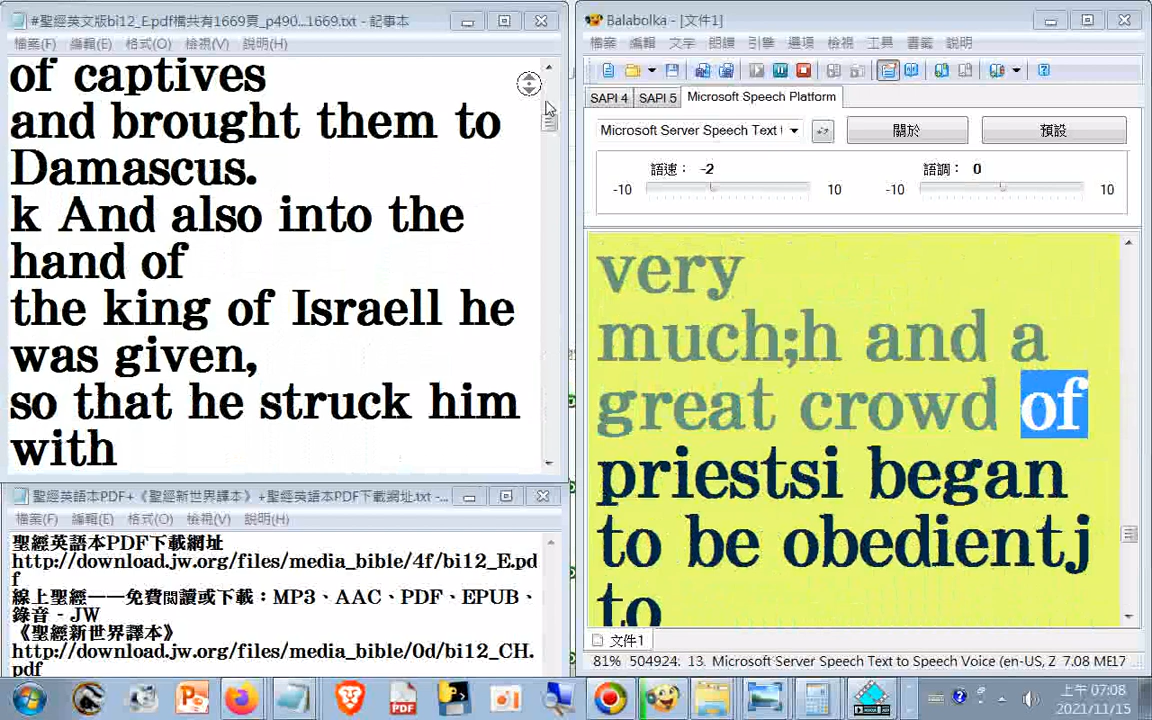 #聖經英文版bi12_E.pdf檔共有1669頁_p490...1669.txt - 記事本
檔案(F) 編輯(E) 格式(O) 檢視(V) 說明(H)
of captives
and brought them to
Damascus.
k And also into the
hand of
the king of Israell he
was given,
so that he struck him
with
聖經英語本PDF+《聖經新世界譯本》+聖經英語本PDF下載網址.txt - ...
檔案(F) 編輯(E) 格式(O) 檢視(V) 說明(H)
聖經英語本PDF下載網址
http://download.jw.org/files/media_bible/4f/bi12_E.pd
f
線上聖經——免費閱讀或下載：MP3、AAC、PDF、EPUB、
錄音 - JW
《聖經新世界譯本》
http://download.jw.org/files/media_bible/0d/bi12_CH.
pdf
Balabolka - [文件1]
檔案 編輯 文字 朗讀 引擎 選項 檢視 工具 書籤 說明
SAPI 4 SAPI 5 Microsoft Speech Platform
Microsoft Server Speech Text 關於 預設
語速： -2 語調： 0
-10 10 -10 10
very
much;h and a
great crowd of
priestsi began
to be obedientj
to
文件1
81% 504924: 13. Microsoft Server Speech Text to Speech Voice (en-US, Z 7.08 ME17
上午 07:08
2021/11/15